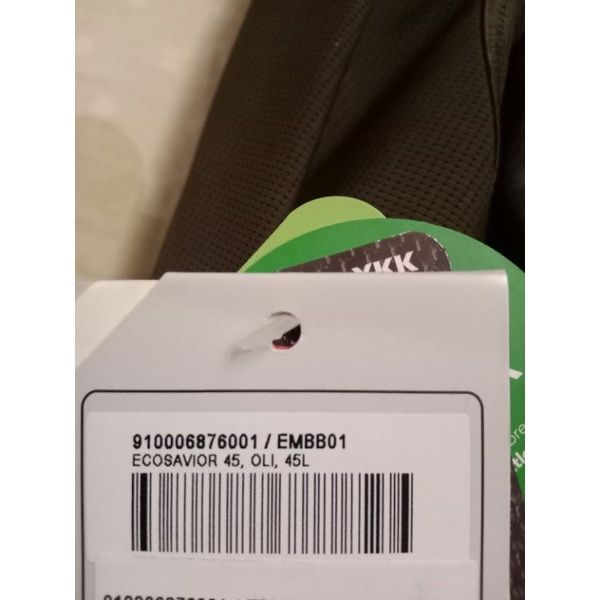 YKK
910006876001 / EMBB01
ECOSAVIOR 45, OLI, 45L